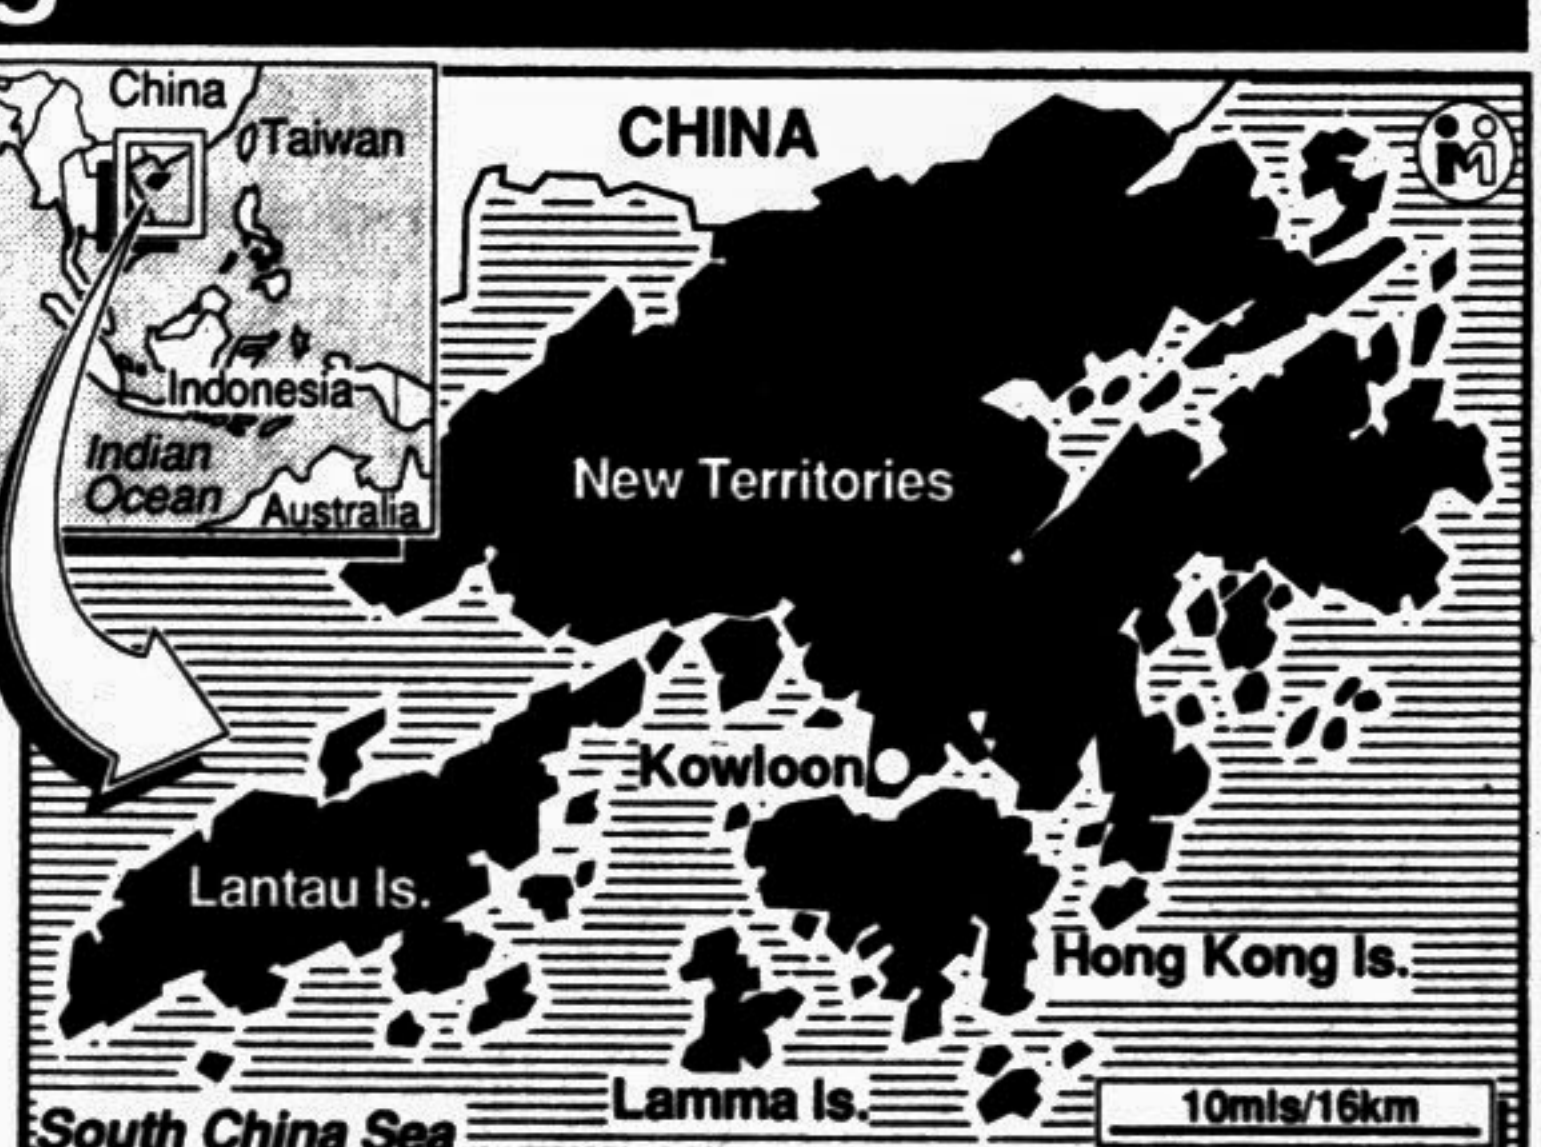 China
Taiwan
Indonesia
Indian
Ocean
Australia
CHINA
New Territories
Kowloon
Lantau Is.
Hong Kong Is.
Lamma Is.
10mls/16km
South China Sea